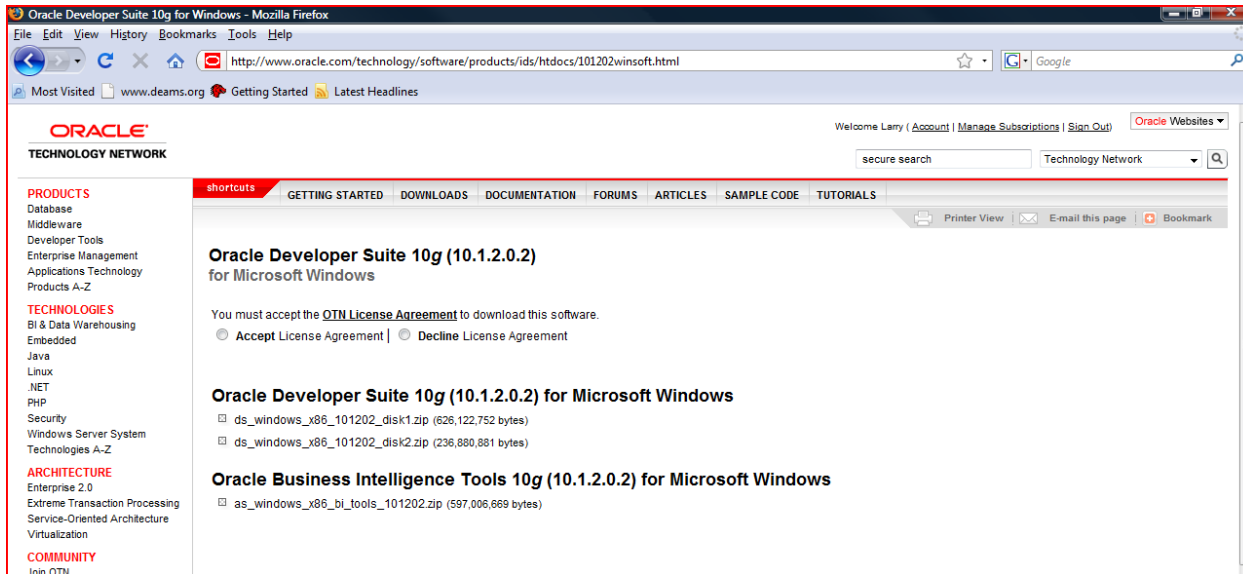 Oracle Developer Suite 10g for Windows - Mozilla Firefox
File Edit View History Bookmarks Tools Help
http://www.oracle.com/technology/software/products/ids/htdocs/101202winsoft.html
Google
Most Visited www.deams.org Getting Started Latest Headlines
ORACLE
TECHNOLOGY NETWORK
Welcome Larry ( Account | Manage Subscriptions | Sign Out)
Oracle Websites
secure search
Technology Network
PRODUCTS
Database
Middleware
Developer Tools
Enterprise Management
Applications Technology
Products A-Z
TECHNOLOGIES
BI & Data Warehousing
Embedded
Java
Linux
.NET
PHP
Security
Windows Server System
Technologies A-Z
ARCHITECTURE
Enterprise 2.0
Extreme Transaction Processing
Service-Oriented Architecture
Virtualization
COMMUNITY
Join OTN
shortcuts GETTING STARTED DOWNLOADS DOCUMENTATION FORUMS ARTICLES SAMPLE CODE TUTORIALS
Printer View E-mail this page Bookmark
Oracle Developer Suite 10g (10.1.2.0.2)
for Microsoft Windows
You must accept the OTN License Agreement to download this software.
Accept License Agreement | Decline License Agreement
Oracle Developer Suite 10g (10.1.2.0.2) for Microsoft Windows
ds_windows_x86_101202_disk1.zip (626,122,752 bytes)
ds_windows_x86_101202_disk2.zip (236,880,881 bytes)
Oracle Business Intelligence Tools 10g (10.1.2.0.2) for Microsoft Windows
as_windows_x86_bi_tools_101202.zip (597,006,669 bytes)